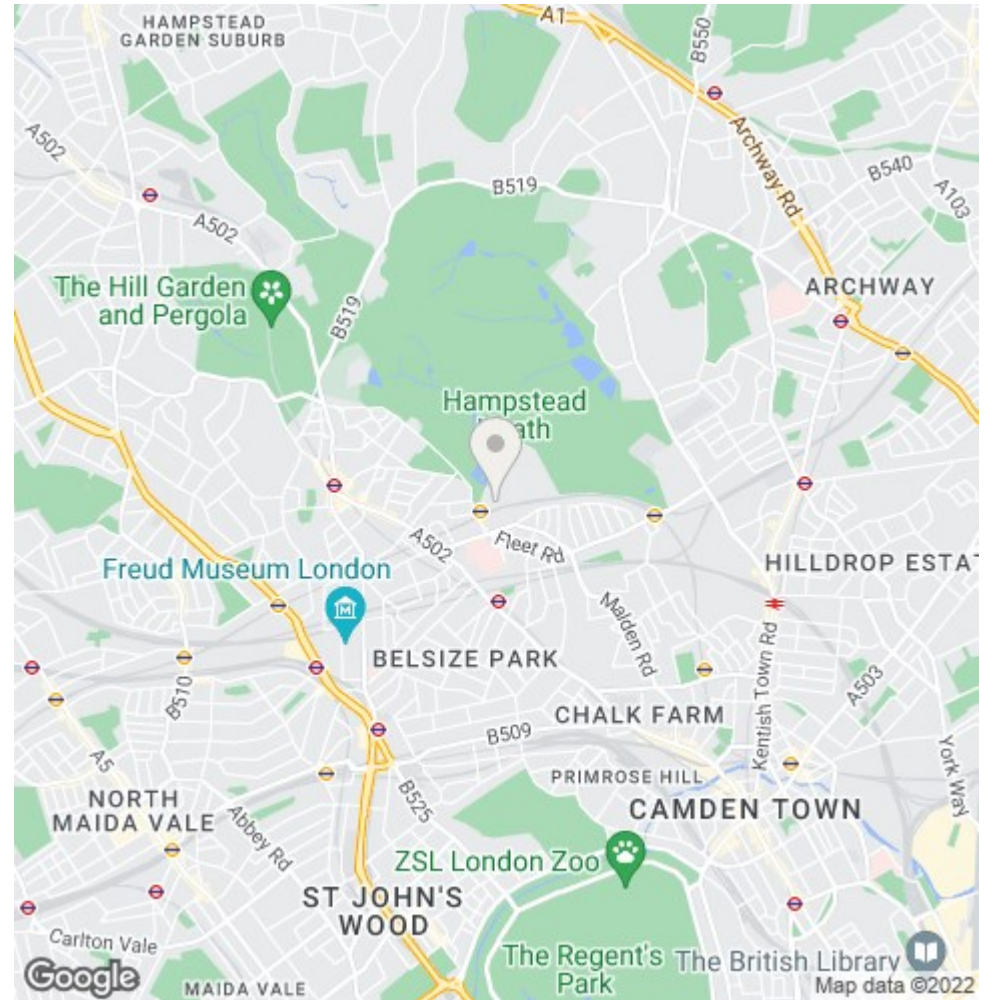 HAMPSTEAD
GARDEN SUBURB
A1
B550
A502
Archway Rd
B540
A103
B519
A502
The Hill Garden
and Pergola
B519
ARCHWAY
Hampstead
A502
Fleet Rd
HILLDROP ESTAT
Freud Museum London
M
Malden Rd
BELSIZE PARK
Kentish Town Rd
A503
B510
CHALK FARM
B509
A5
PRIMROSE HILL
York Way
NORTH
MAIDA VALE
B525
CAMDEN TOWN
Abbey Rd
ZSL London Zoo
ST JOHN'S
WOOD
Carlton Vale
The Regent's
Park
The British Library
Google
MAIDA VALE
Map data ©2022